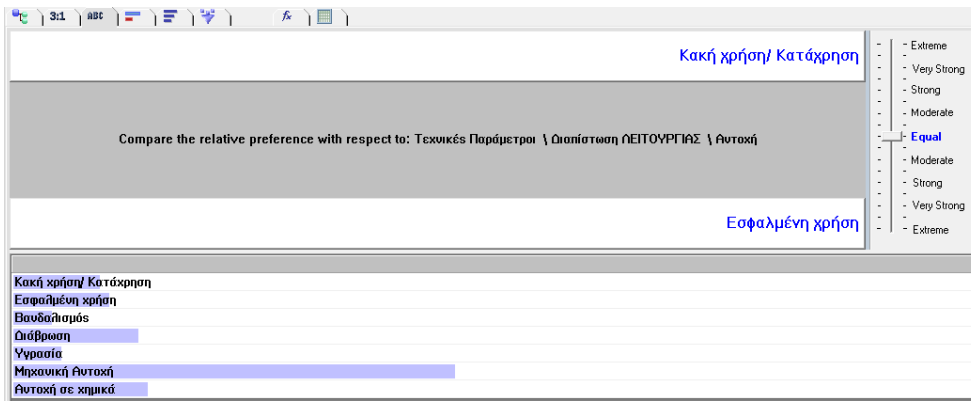 3:1 ABC fx
Κακή χρήση/ Κατάχρηση
Compare the relative preference with respect to: Τεχνικές Παράμετροι \ Διαπίστωση ΛΕΙΤΟΥΡΓΙΑΣ \ Αυτοχή
Εσφαλμένη χρήση
Extreme
Very Strong
Strong
Moderate
Equal
Moderate
Strong
Very Strong
Extreme
Κακή χρήση/ Κατάχρηση
Εσφαλμένη χρήση
Βανδαλισμός
Διάβρωση
Υγρασία
Μηχανική Αντοχή
Αντοχή σε χημικά